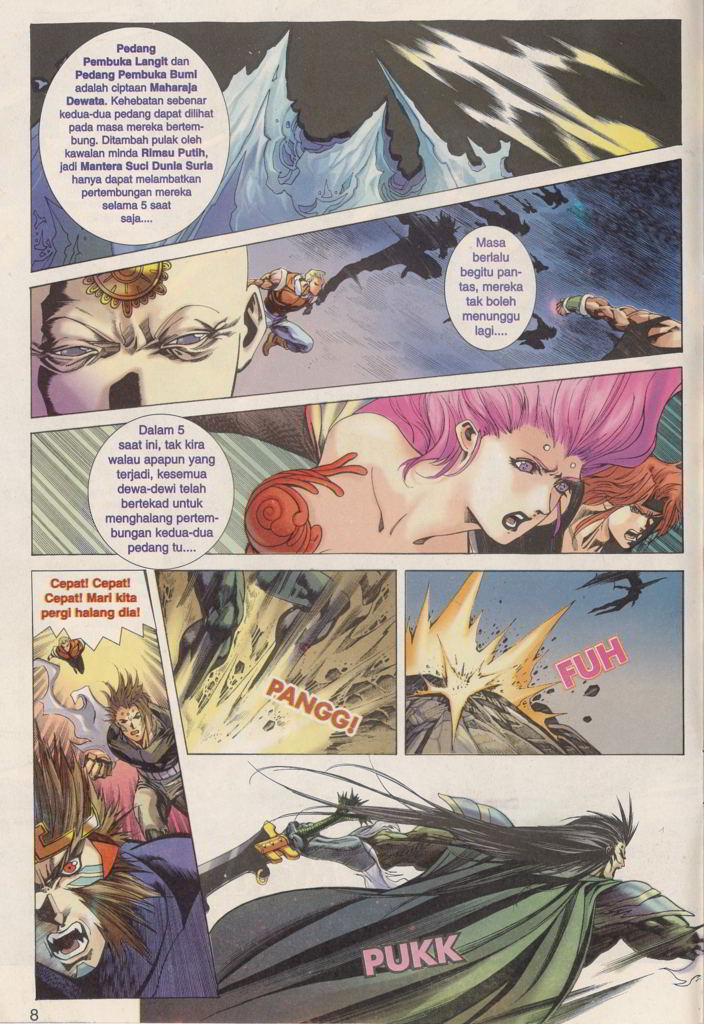 Pedang
Pembuka Langit dan
Pedang Pembuka Bumi
adalah ciptaan Maharaja
Dewata. Kehebatan sebenar
kedua-dua pedang dapat dilihat
pada masa mereka bertem-
bung. Ditambah pulak oleh
kawalan minda Rimau Putih,
jadi Mantera Suci Dunia Suria
hanya dapat melambatkan
pertembungan mereka
selama 5 saat
saja....
Masa
berlalu
begitu pan-
tas, mereka
tak boleh
menunggu
lagi....
Dalam 5
saat ini, tak kira
walau apapun yang
terjadi, kesemua
dewa-dewi telah
bertekad untuk
menghalang pertem-
bungan kedua-dua
pedang tu....
Cepat! Cepat!
Cepat! Mari kita
pergi halang dia!
PANGG!
FUH
PUKK
8